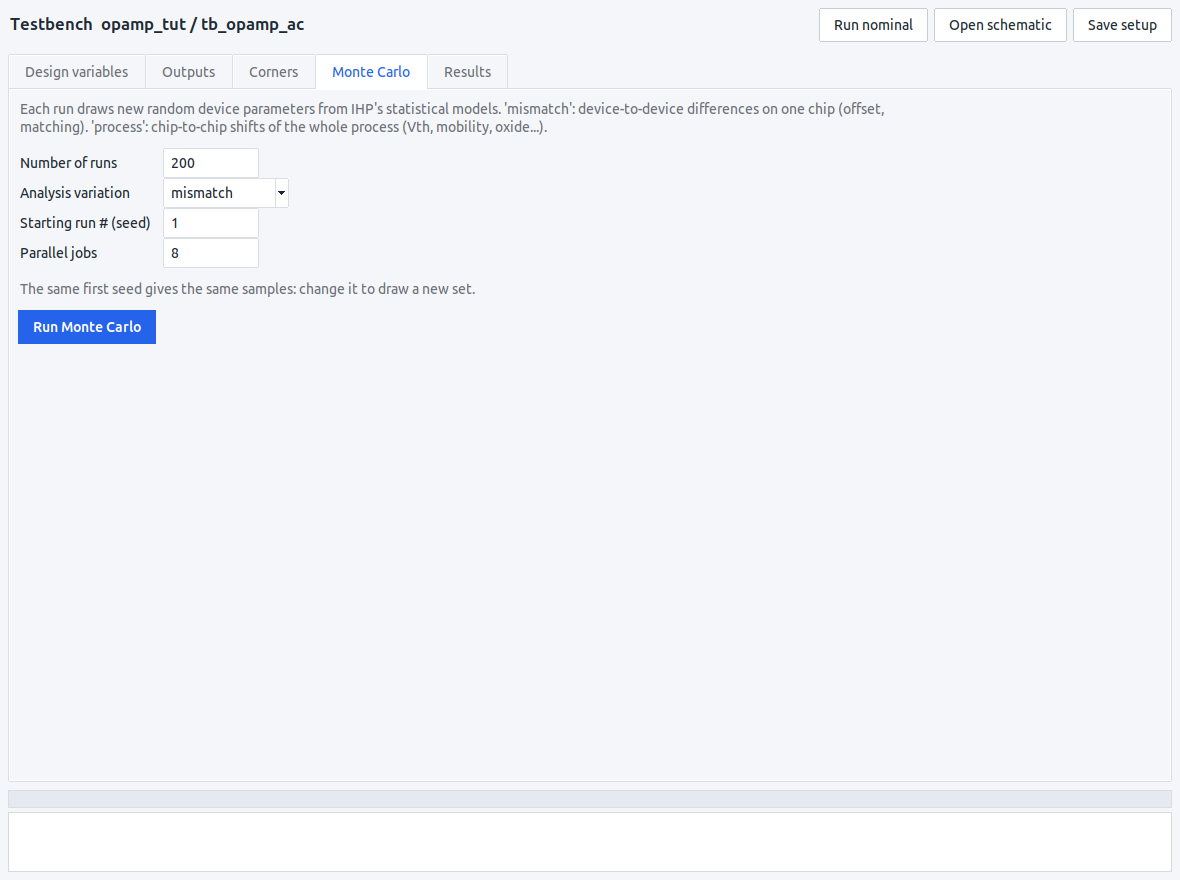 Testbench opamp_tut / tb_opamp_ac
Run nominal
Open schematic
Save setup
Design variables
Outputs
Corners
Monte Carlo
Results
Each run draws new random device parameters from IHP's statistical models. 'mismatch': device-to-device differences on one chip (offset,
matching). 'process': chip-to-chip shifts of the whole process (Vth, mobility, oxide...).
Number of runs 200
Analysis variation mismatch
Starting run # (seed) 1
Parallel jobs 8
The same first seed gives the same samples: change it to draw a new set.
Run Monte Carlo